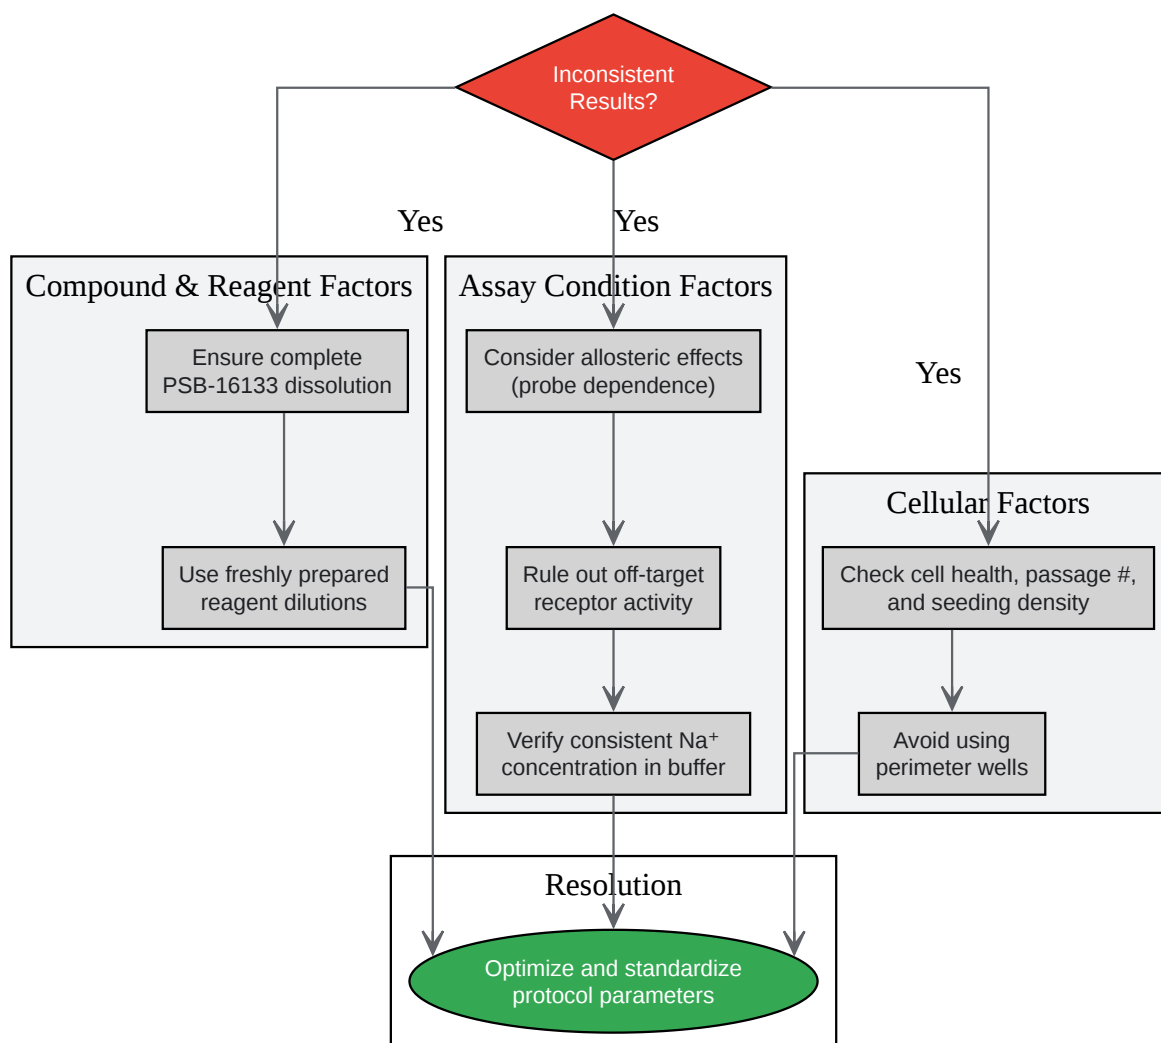 Inconsistent
Results?
Yes
Yes
Yes
Compound & Reagent Factors
Ensure complete
PSB-16133 dissolution
Use freshly prepared
reagent dilutions
Assay Condition Factors
Consider allosteric effects
(probe dependence)
Rule out off-target
receptor activity
Verify consistent Na⁺
concentration in buffer
Cellular Factors
Check cell health, passage #,
and seeding density
Avoid using
perimeter wells
Resolution
Optimize and standardize
protocol parameters